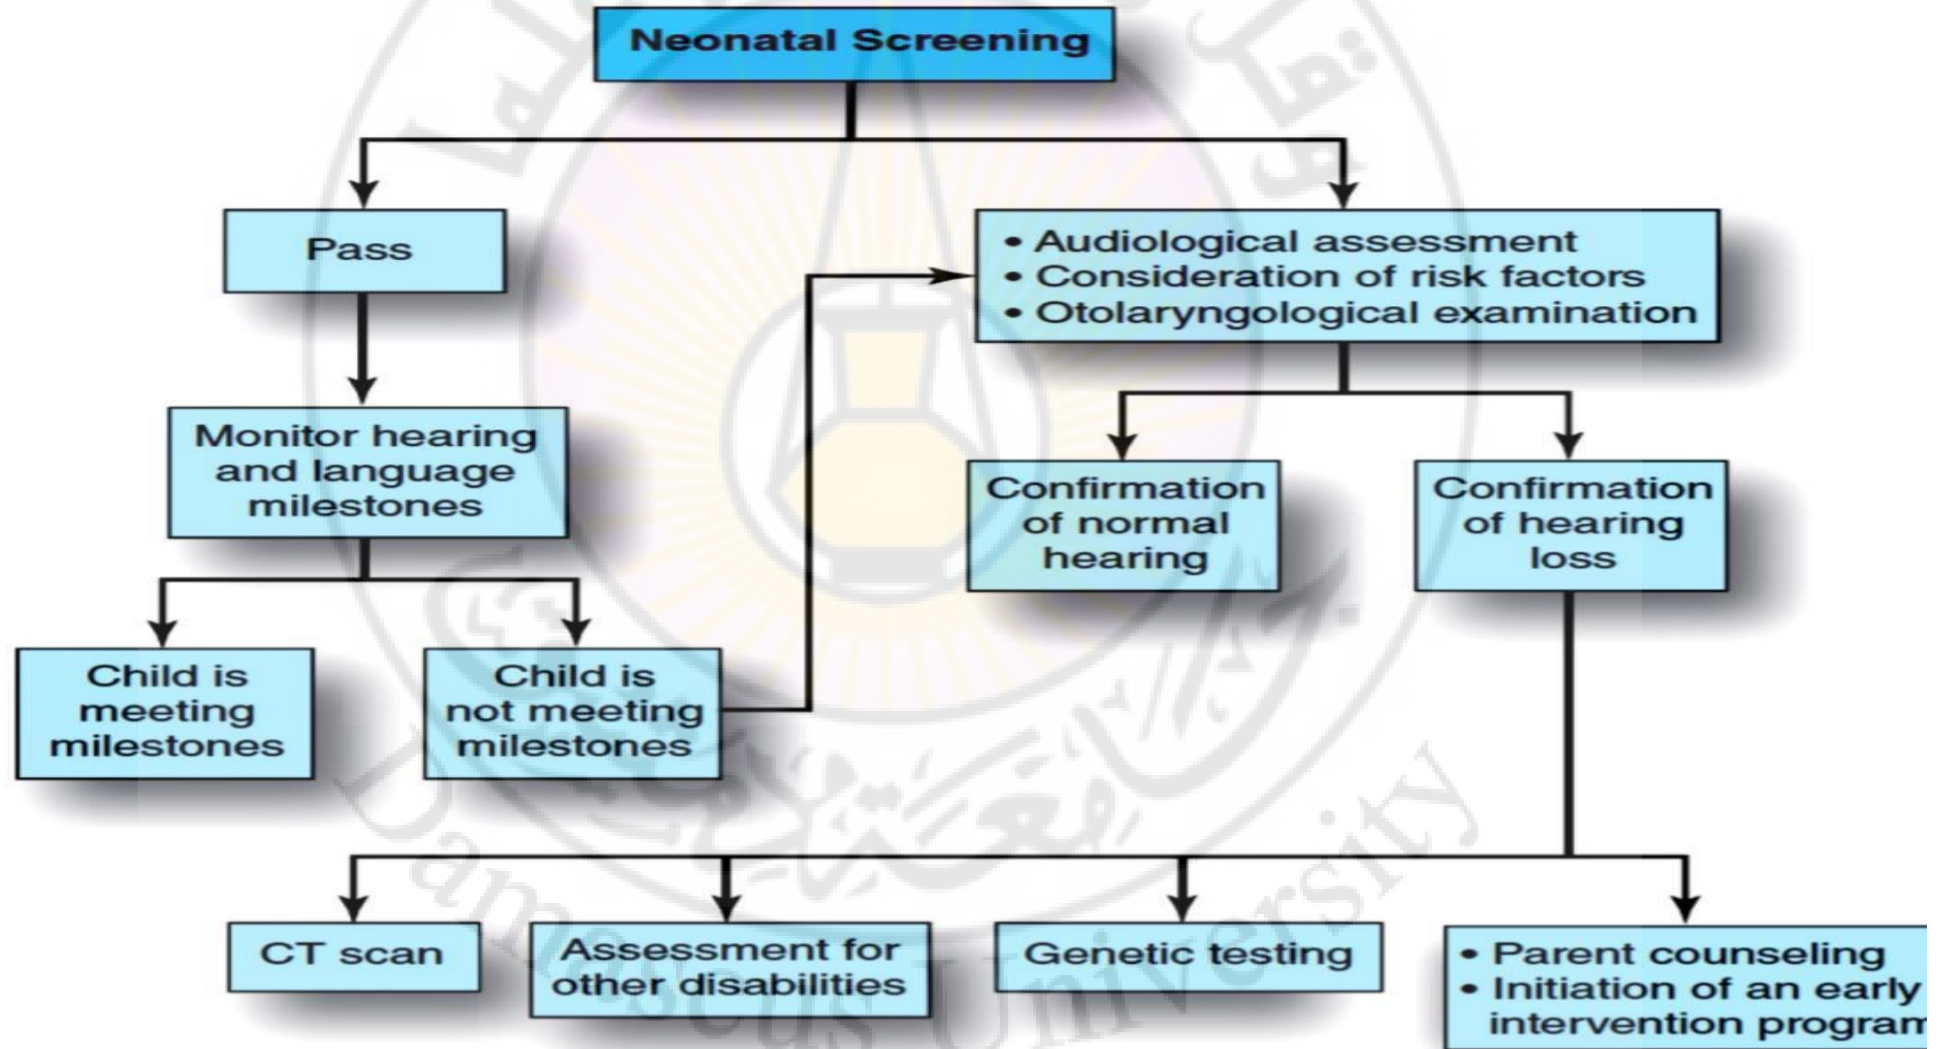 Neonatal Screening
Pass
• Audiological assessment
• Consideration of risk factors
• Otolaryngological examination
Monitor hearing
and language
milestones
Confirmation
of normal
hearing
Confirmation
of hearing
loss
Child is
meeting
milestones
Child is
not meeting
milestones
CT scan
Assessment for
other disabilities
Genetic testing
• Parent counseling
• Initiation of an early
intervention program
Damascus University